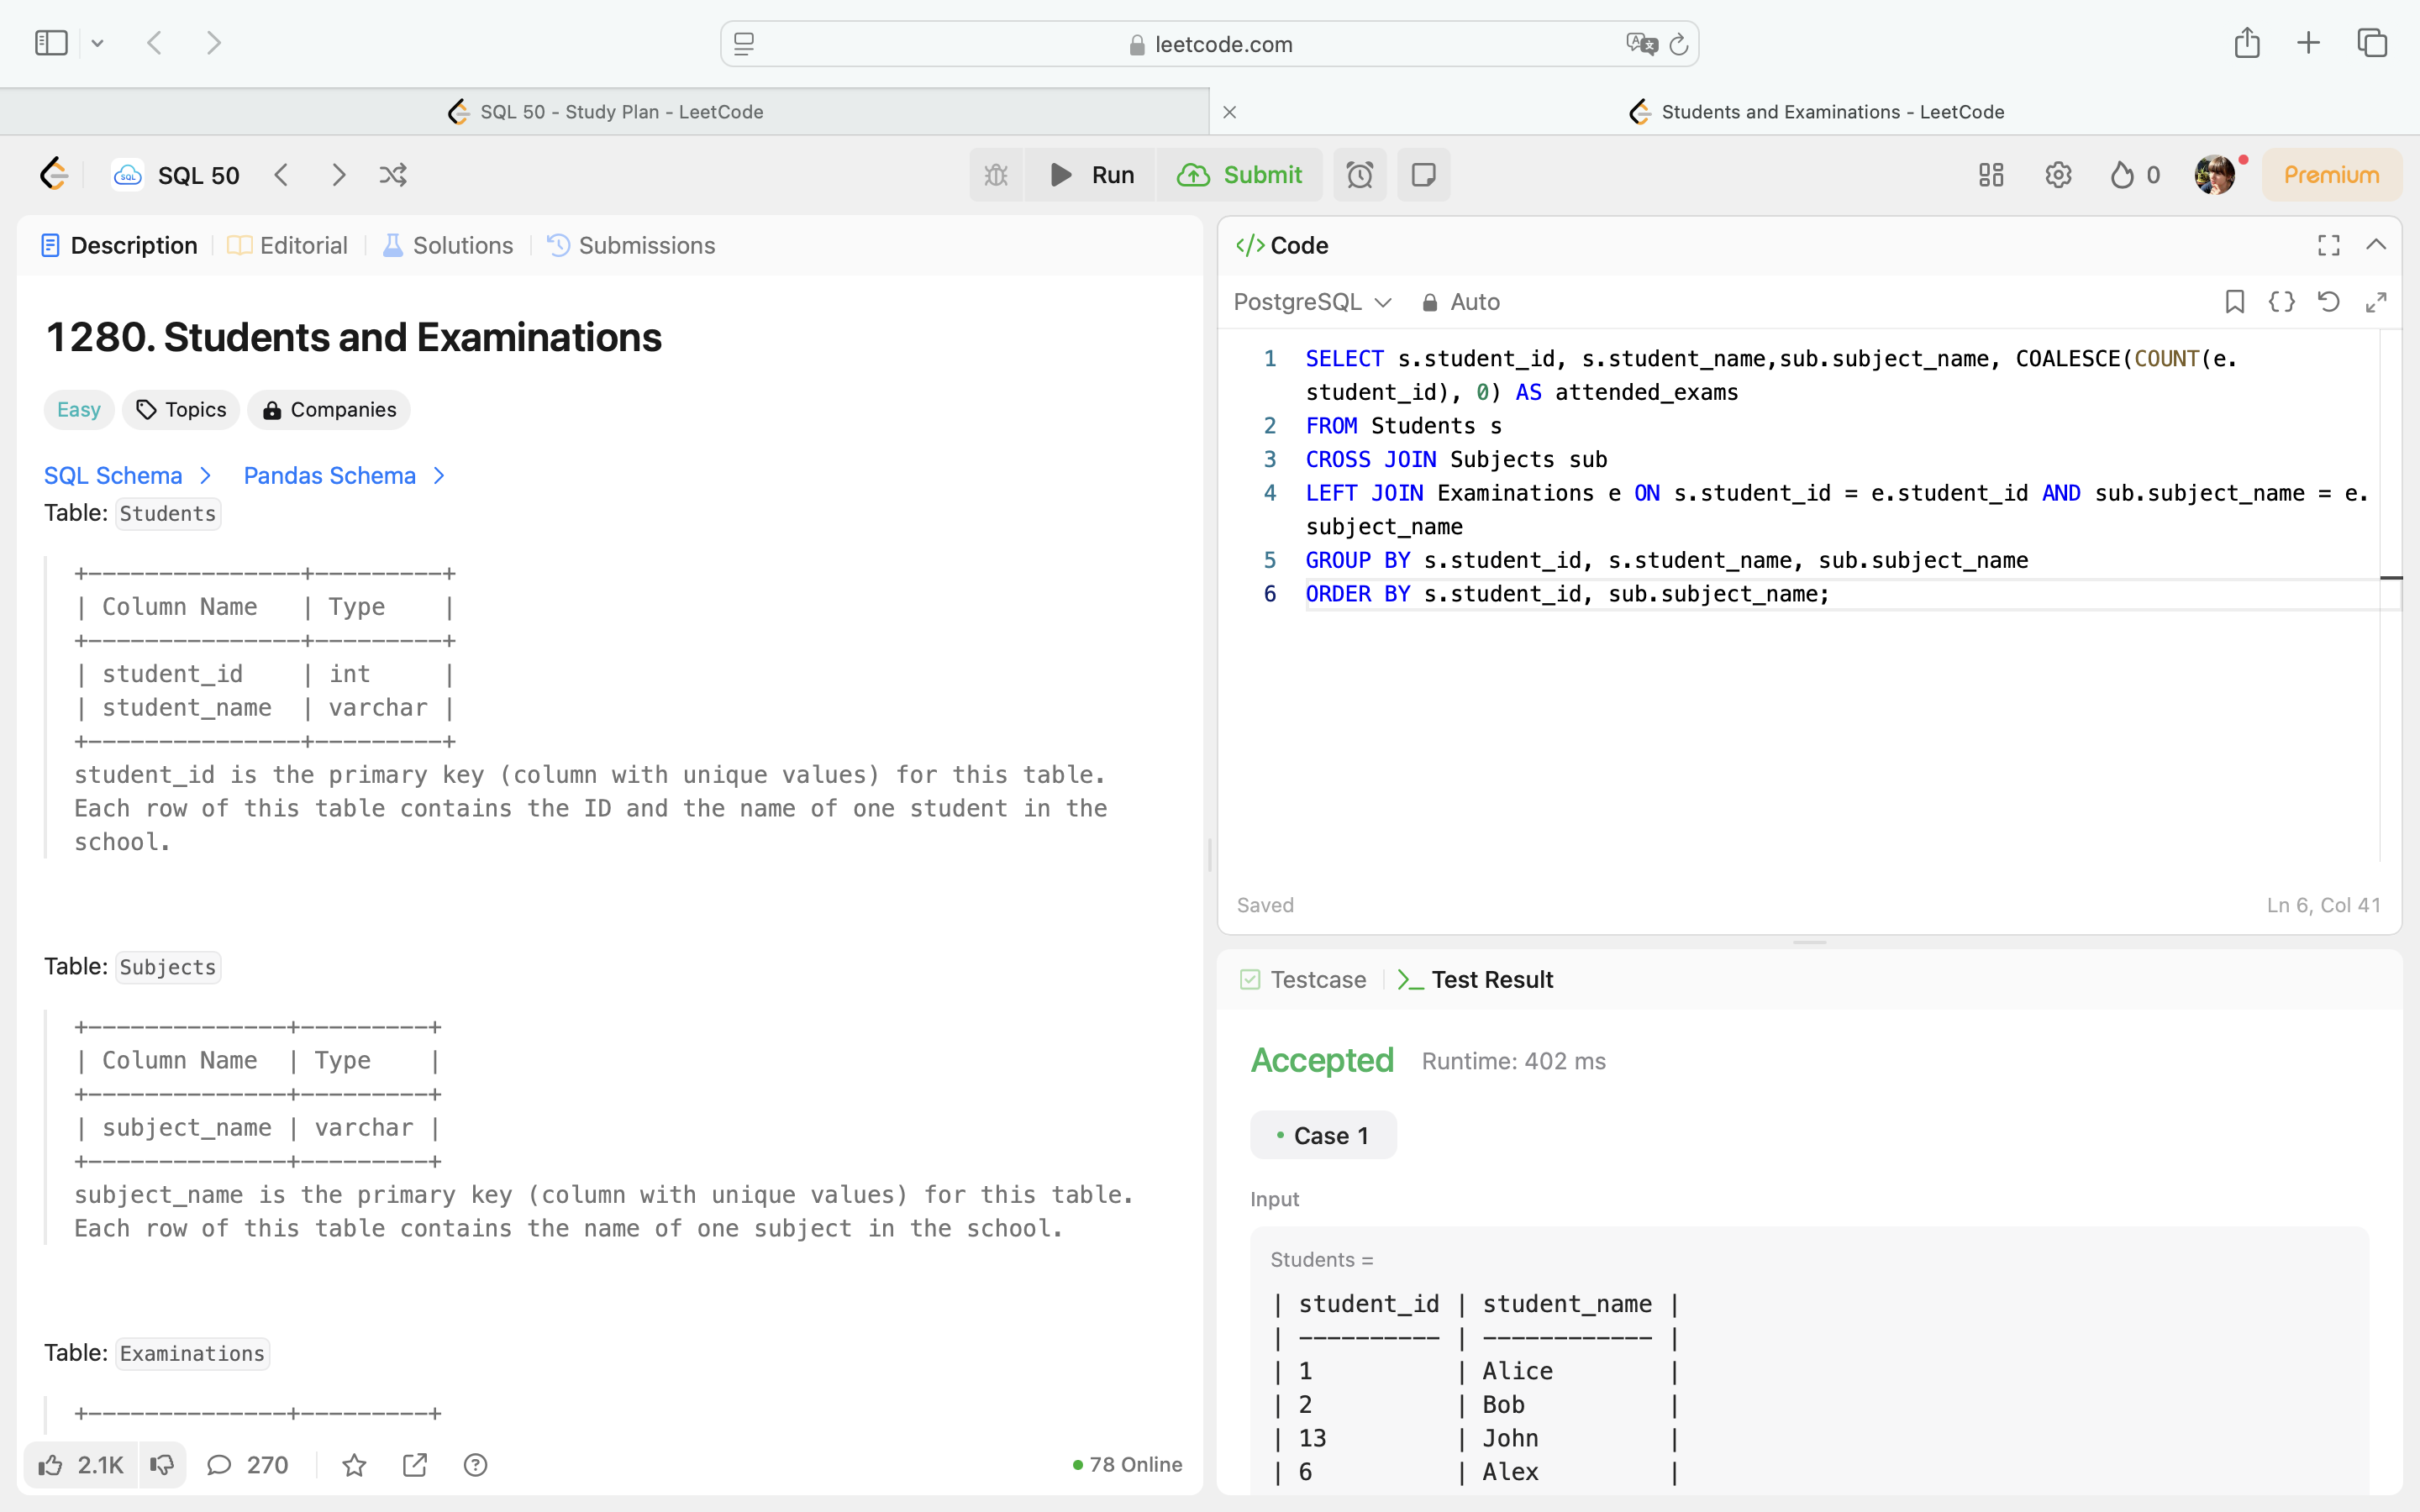 leetcode.com
SQL 50 - Study Plan - LeetCode
Students and Examinations - LeetCode
SQL
SQL 50
Run
Submit
0
Premium
Description
Editorial
Solutions
Submissions
1280. Students and Examinations
Easy
Topics
Companies
SQL Schema
Pandas Schema
Table: Students
+---------------+---------+
| Column Name   | Type    |
+---------------+---------+
| student_id    | int     |
| student_name  | varchar |
+---------------+---------+
student_id is the primary key (column with unique values) for this table.
Each row of this table contains the ID and the name of one student in the
school.
Table: Subjects
+--------------+---------+
| Column Name  | Type    |
+--------------+---------+
| subject_name | varchar |
+--------------+---------+
subject_name is the primary key (column with unique values) for this table.
Each row of this table contains the name of one subject in the school.
Table: Examinations
+--------------+---------+
2.1K
270
78 Online
</> Code
PostgreSQL
Auto
1 SELECT s.student_id, s.student_name,sub.subject_name, COALESCE(COUNT(e.
student_id), 0) AS attended_exams
2 FROM Students s
3 CROSS JOIN Subjects sub
4 LEFT JOIN Examinations e ON s.student_id = e.student_id AND sub.subject_name = e.
subject_name
5 GROUP BY s.student_id, s.student_name, sub.subject_name
6 ORDER BY s.student_id, sub.subject_name;
Saved
Ln 6, Col 41
Testcase
Test Result
Accepted
Runtime: 402 ms
• Case 1
Input
Students =
| student_id | student_name |
| ---------- | ------------ |
| 1          | Alice        |
| 2          | Bob          |
| 13         | John         |
| 6          | Alex         |